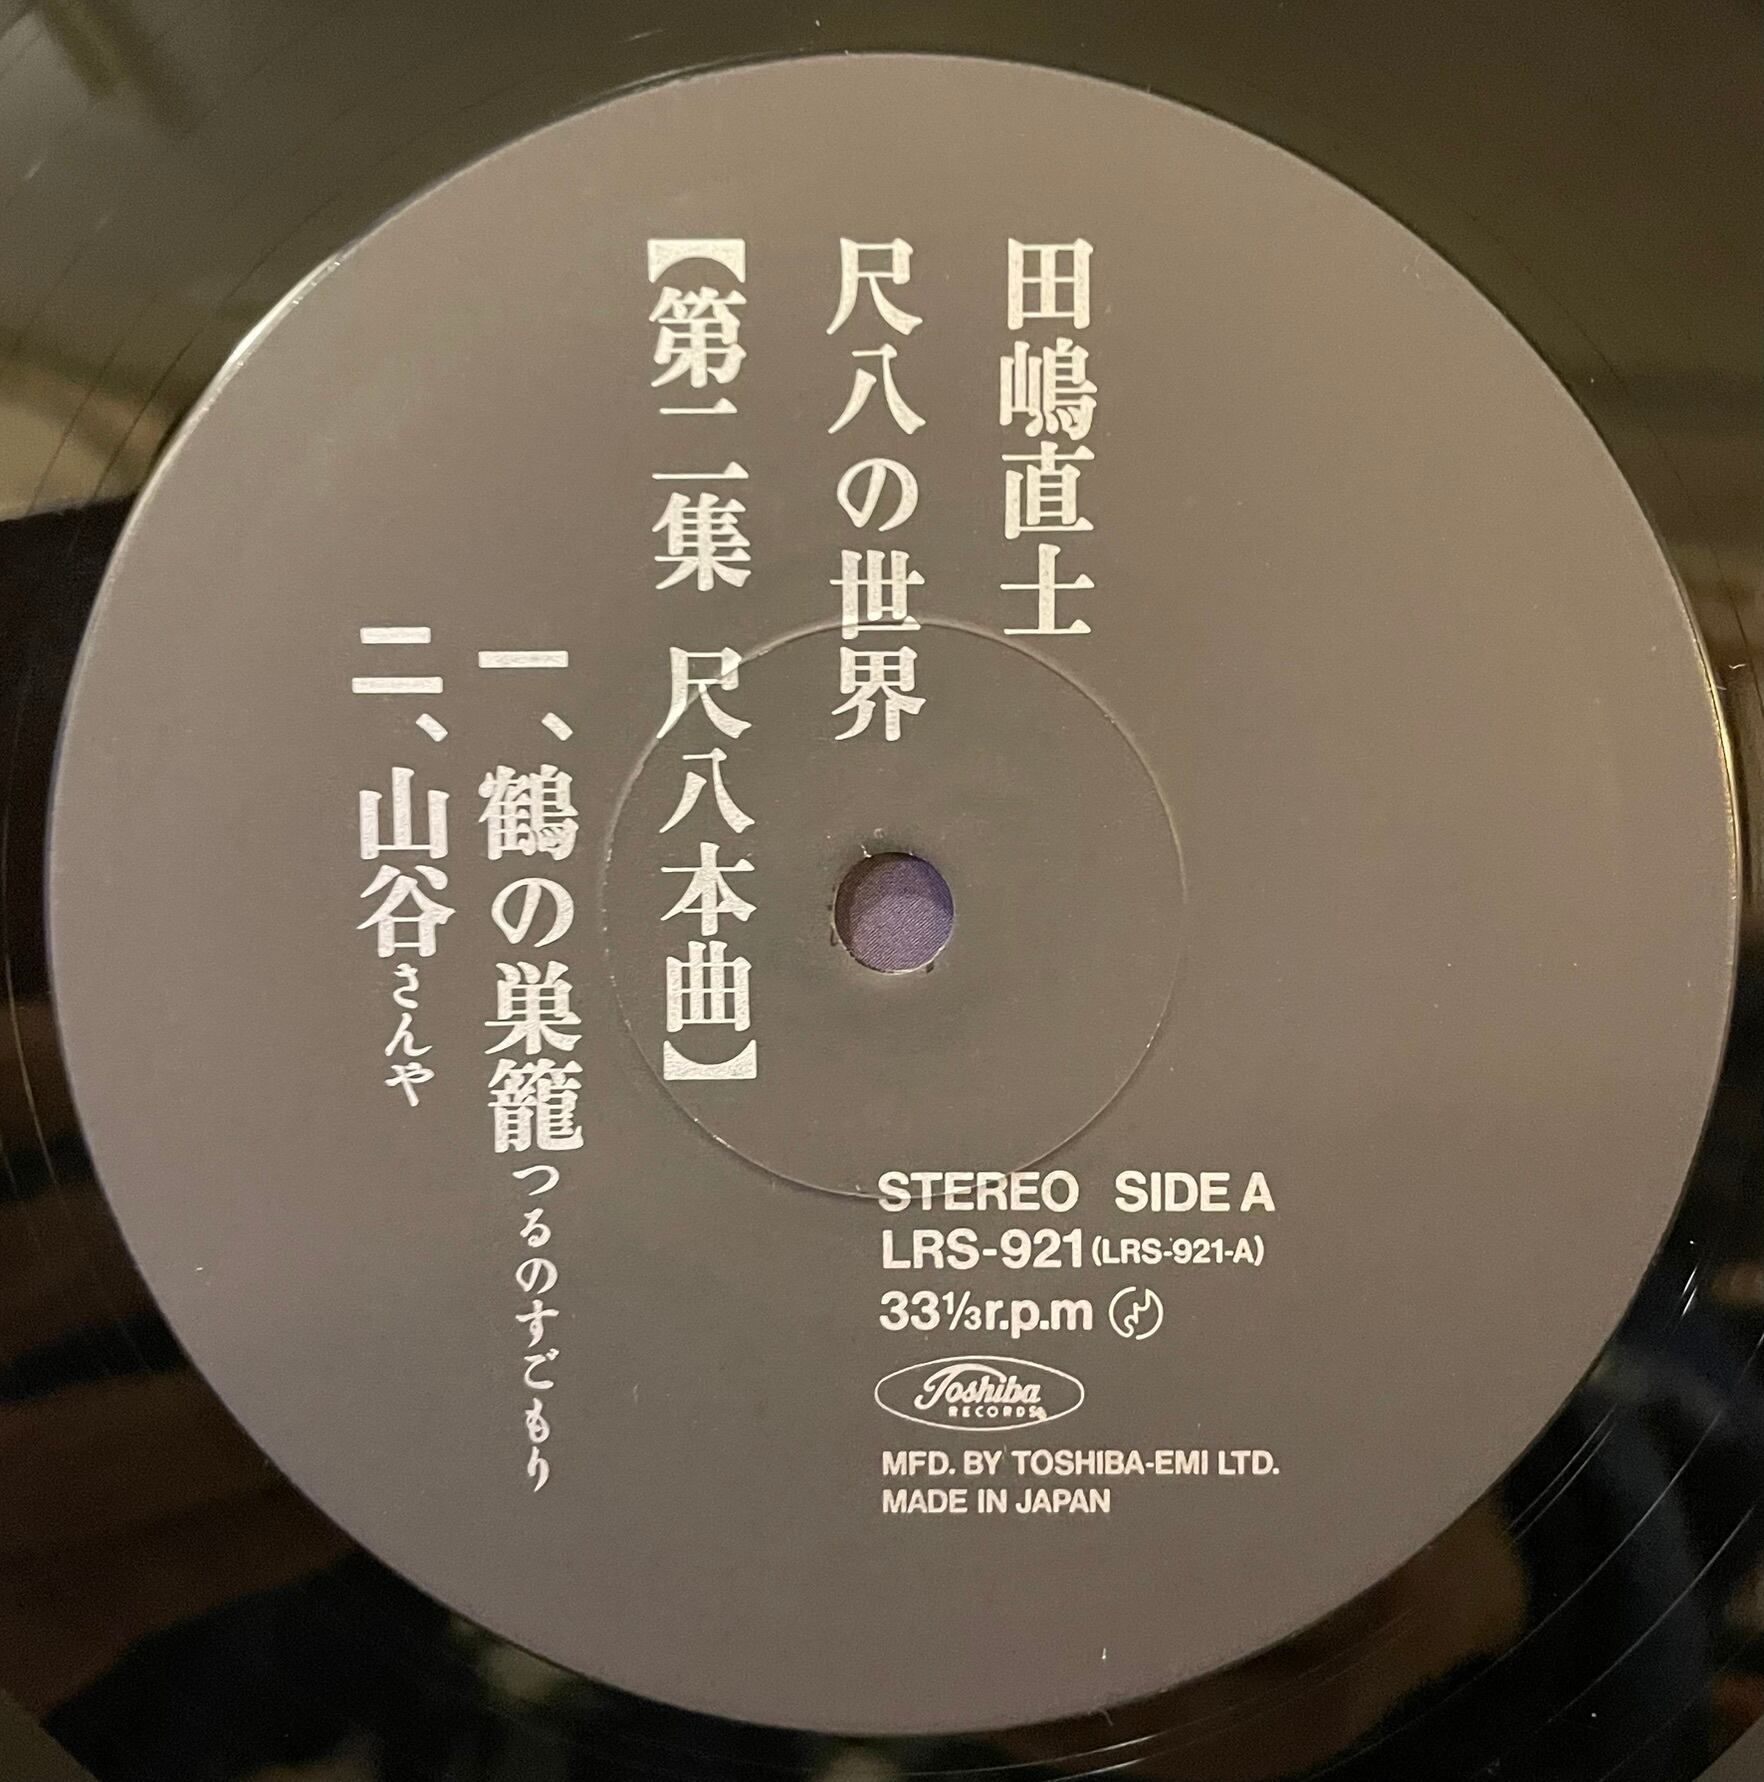 田嶋直士
尺八の世界
【第二集 尺八本曲】
一、鶴の巣籠つるのすごもり
二、山谷さんや
STEREO SIDE A
LRS-921 (LRS-921-A)
33⅓r.p.m
Toshiba
RECORDS
MFD. BY TOSHIBA-EMI LTD.
MADE IN JAPAN